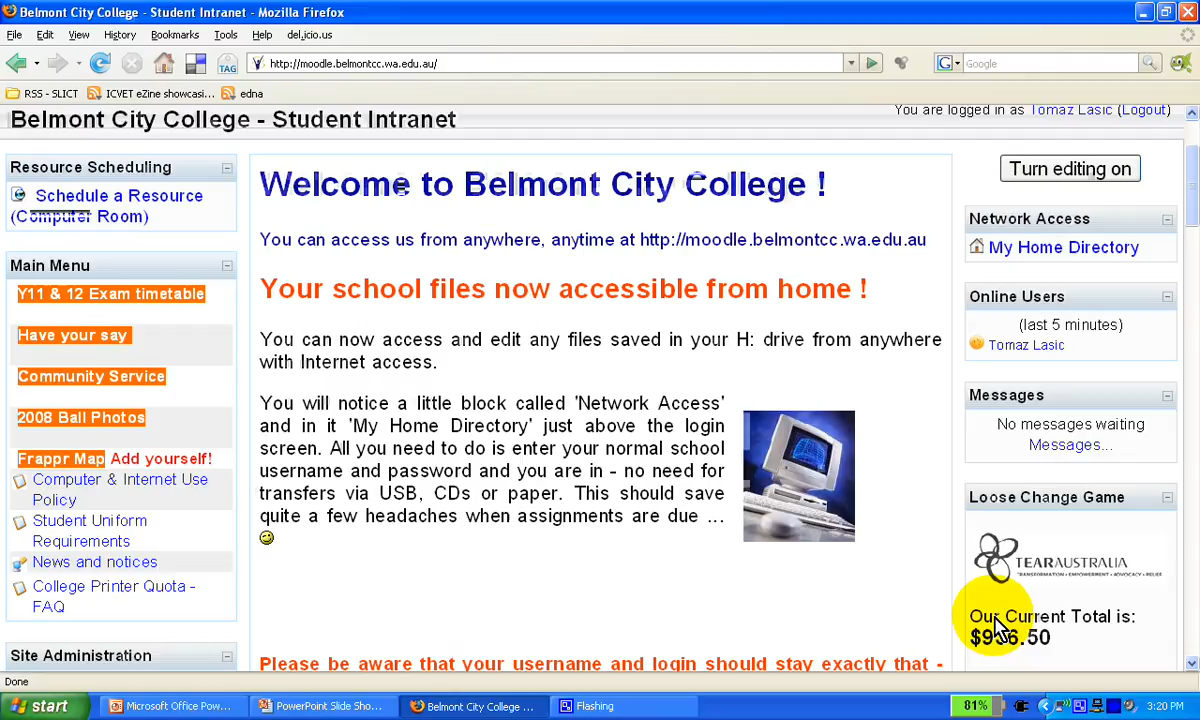 Belmont City College - Student Intranet - Mozilla Firefox
File Edit View History Bookmarks Tools Help del.icio.us
TAG http://moodle.belmontcc.wa.edu.au/ G Google
RSS - SLICT ICVET eZine showcasi... edna
Belmont City College - Student Intranet
You are logged in as Tomaz Lasic (Logout)
Resource Scheduling
Schedule a Resource
(Computer Room)
Main Menu
Y11 & 12 Exam timetable
Have your say
Community Service
2008 Ball Photos
Frappr Map Add yourself!
Computer & Internet Use
Policy
Student Uniform
Requirements
News and notices
College Printer Quota -
FAQ
Site Administration
Welcome to Belmont City College !
You can access us from anywhere, anytime at http://moodle.belmontcc.wa.edu.au
Your school files now accessible from home !
You can now access and edit any files saved in your H: drive from anywhere
with Internet access.
You will notice a little block called 'Network Access'
and in it 'My Home Directory' just above the login
screen. All you need to do is enter your normal school
username and password and you are in - no need for
transfers via USB, CDs or paper. This should save
quite a few headaches when assignments are due ...
Please be aware that your username and login should stay exactly that -
Turn editing on
Network Access
My Home Directory
Online Users
(last 5 minutes)
Tomaz Lasic
Messages
No messages waiting
Messages...
Loose Change Game
TEARAUSTRALIA
TRANSFORMATION • EMPOWERMENT • ADVOCACY • RELIEF
Our Current Total is:
$936.50
Done
start Microsoft Office Pow... PowerPoint Slide Sho... Belmont City College ... Flashing 81% 3:20 PM